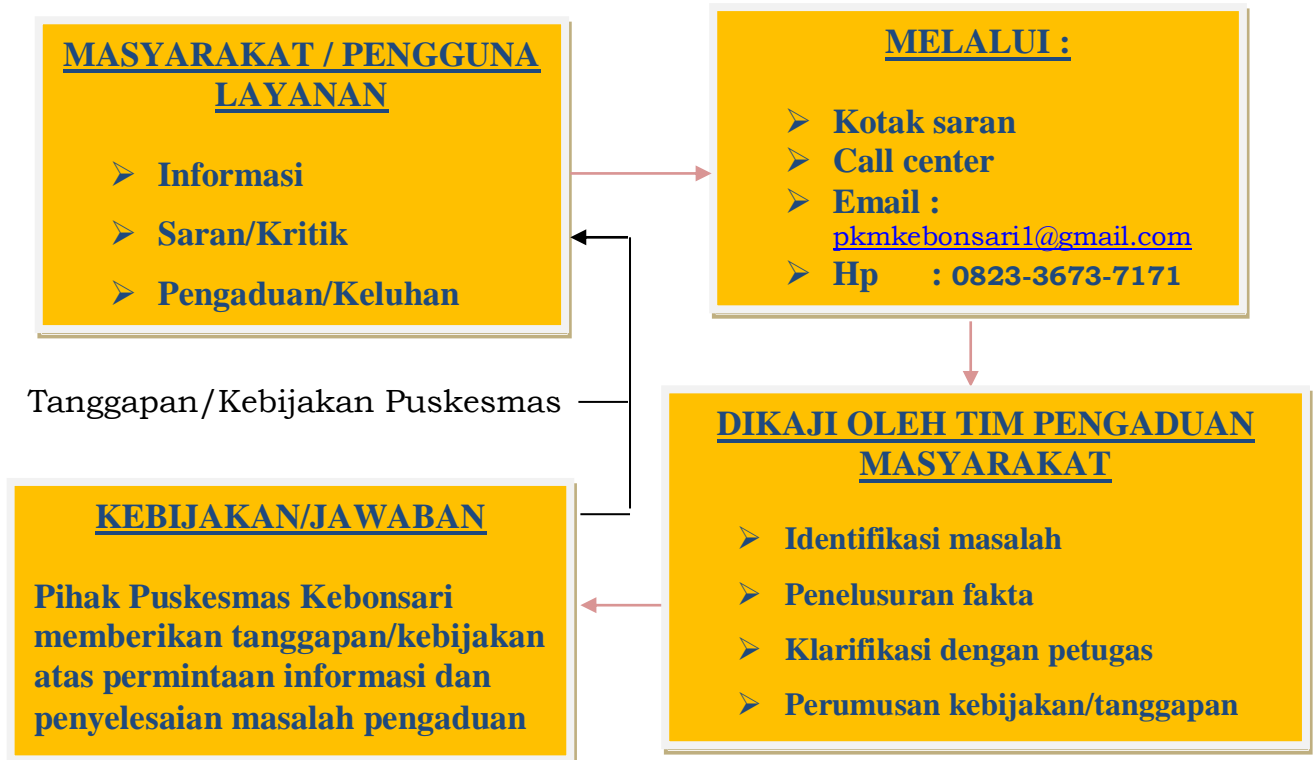 MASYARAKAT / PENGGUNA
LAYANAN
➢ Informasi
➢ Saran/Kritik
➢ Pengaduan/Keluhan
MELALUI :
➢ Kotak saran
➢ Call center
➢ Email :
pkmkebonsari1@gmail.com
➢ Hp : 0823-3673-7171
DIKAJI OLEH TIM PENGADUAN
MASYARAKAT
➢ Identifikasi masalah
➢ Penelusuran fakta
➢ Klarifikasi dengan petugas
➢ Perumusan kebijakan/tanggapan
KEBIJAKAN/JAWABAN
Pihak Puskesmas Kebonsari
memberikan tanggapan/kebijakan
atas permintaan informasi dan
penyelesaian masalah pengaduan
Tanggapan/Kebijakan Puskesmas